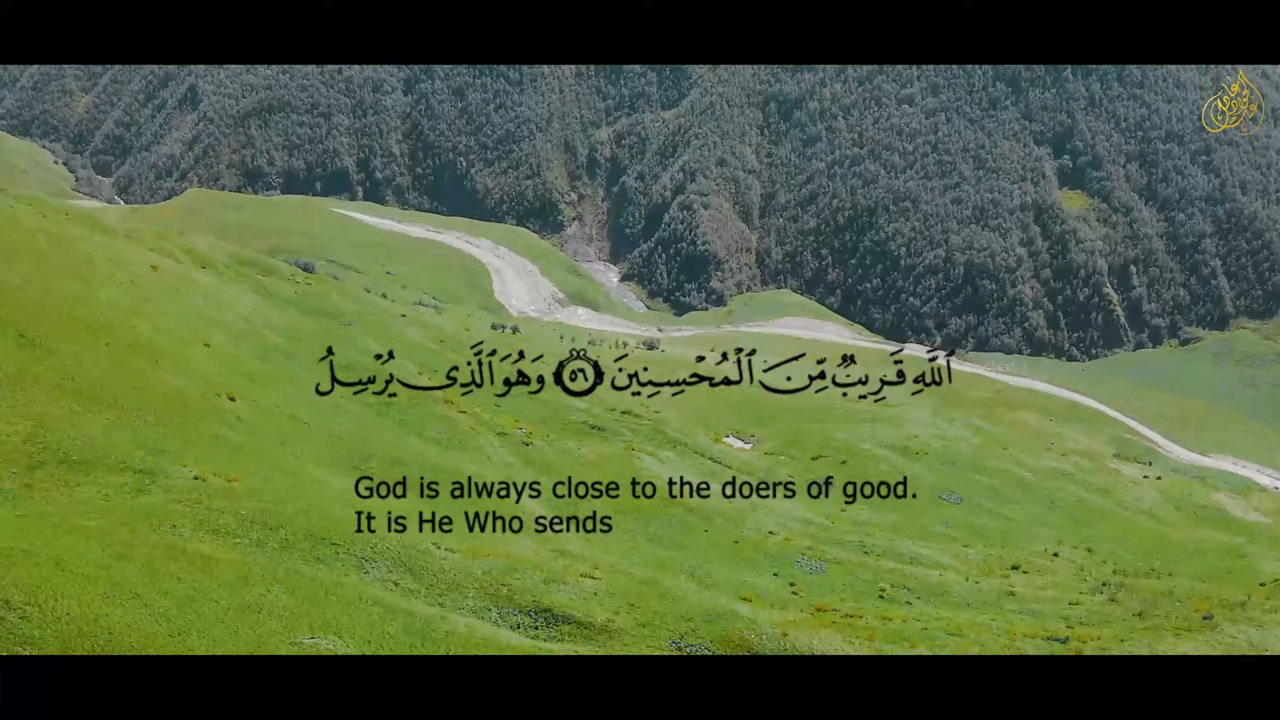 ٱللَّهِ قَرِيبٌ مِّنَ ٱلْمُحْسِنِينَ ٥٦ وَهُوَ ٱلَّذِى يُرْسِلُ
God is always close to the doers of good.
It is He Who sends